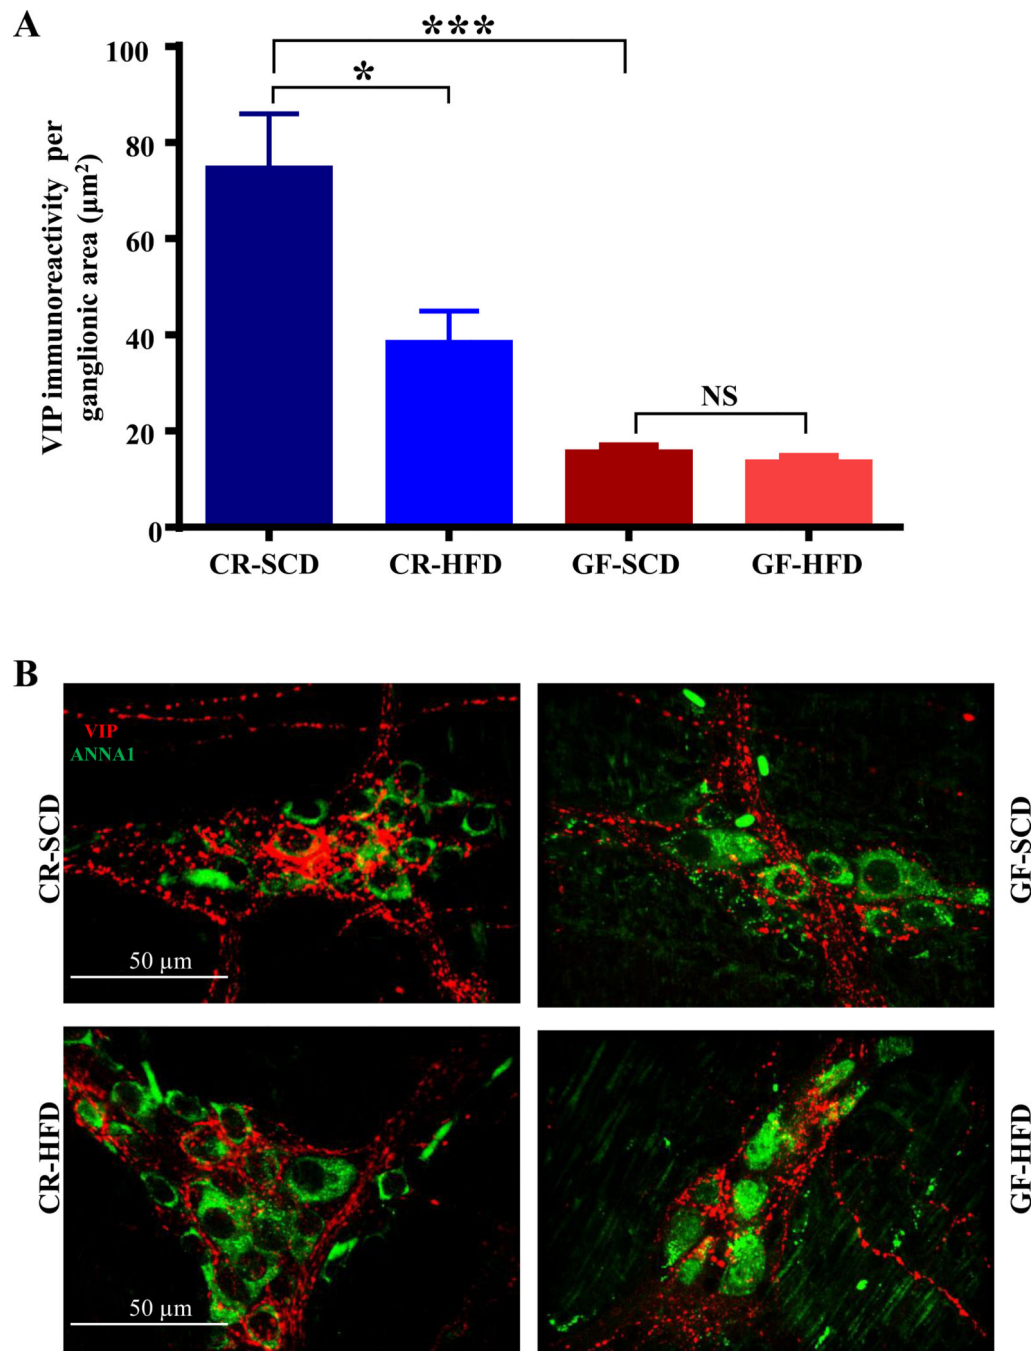 A
***
*
100
80
60
40
20
0
VIP immunoreactivity per
ganglionic area (µm²)
NS
CR-SCD
CR-HFD
GF-SCD
GF-HFD
B
VIP
ANNA1
CR-SCD
50 µm
GF-SCD
CR-HFD
50 µm
GF-HFD